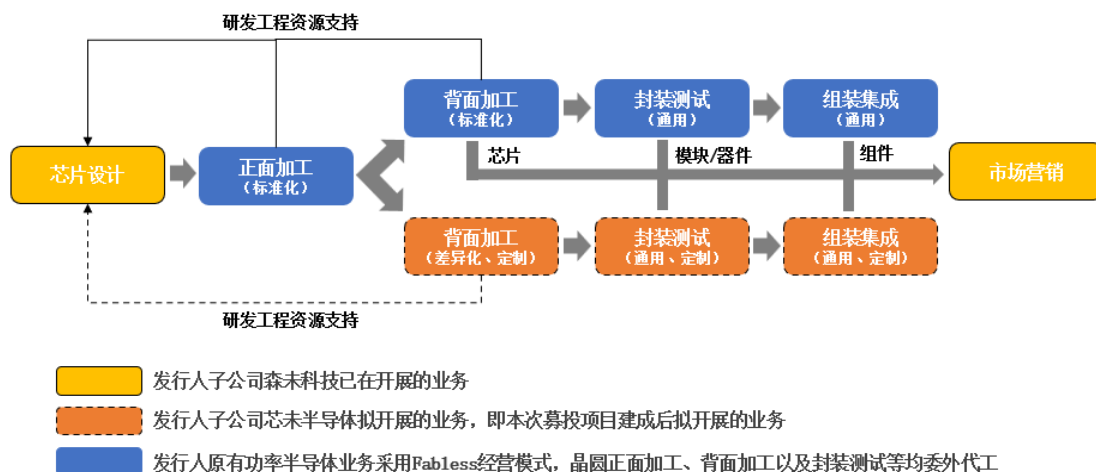 研发工程资源支持
背面加工
（标准化）
封装测试
（通用）
组装集成
（通用）
芯片设计
正面加工
（标准化）
芯片
模块/器件
组件
市场营销
背面加工
（差异化、定制）
封装测试
（通用、定制）
组装集成
（通用、定制）
研发工程资源支持
发行人子公司森未科技已在开展的业务
发行人子公司芯未半导体拟开展的业务，即本次募投项目建成后拟开展的业务
发行人原有功率半导体业务采用Fabless经营模式，晶圆正面加工、背面加工以及封装测试等均委外代工